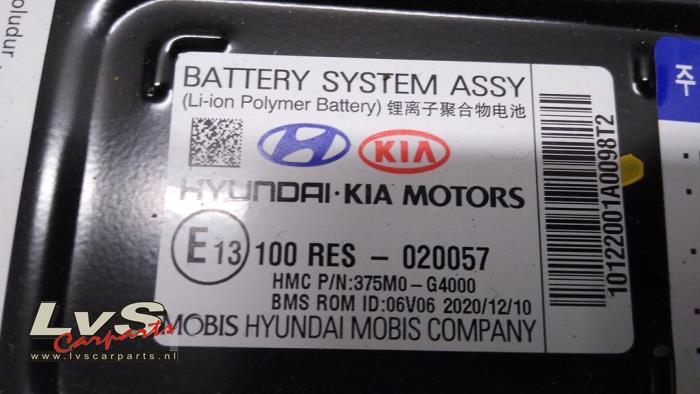 oludur
BATTERY SYSTEM ASSY
(Li-ion Polymer Battery) 锂离子聚合物电池
KIA
HYUNDAI·KIA MOTORS
E13 100 RES - 020057
HMC P/N:375M0-G4000
BMS ROM ID:06V06 2020/12/10
MOBIS HYUNDAI MOBIS COMPANY
10122001A0098T2
주
LvS
Carparts
www.lvscarparts.nl